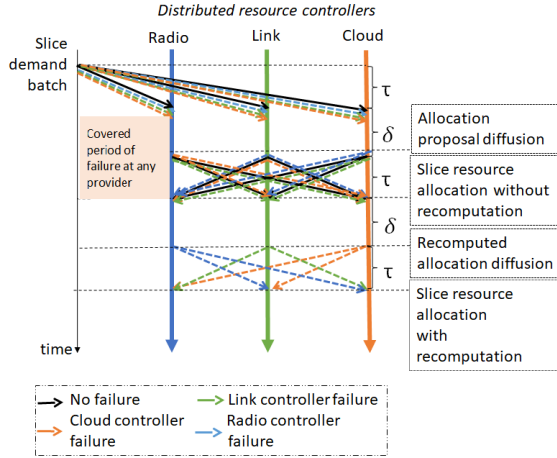 Distributed resource controllers
Slice
demand
batch
Radio
Link
Cloud
τ
δ
τ
δ
τ
Covered
period of
failure at any
provider
Allocation
proposal diffusion
Slice resource
allocation without
recomputation
Recomputed
allocation diffusion
Slice resource
allocation
with
recomputation
time
No failure
Link controller failure
Cloud controller
failure
Radio controller
failure